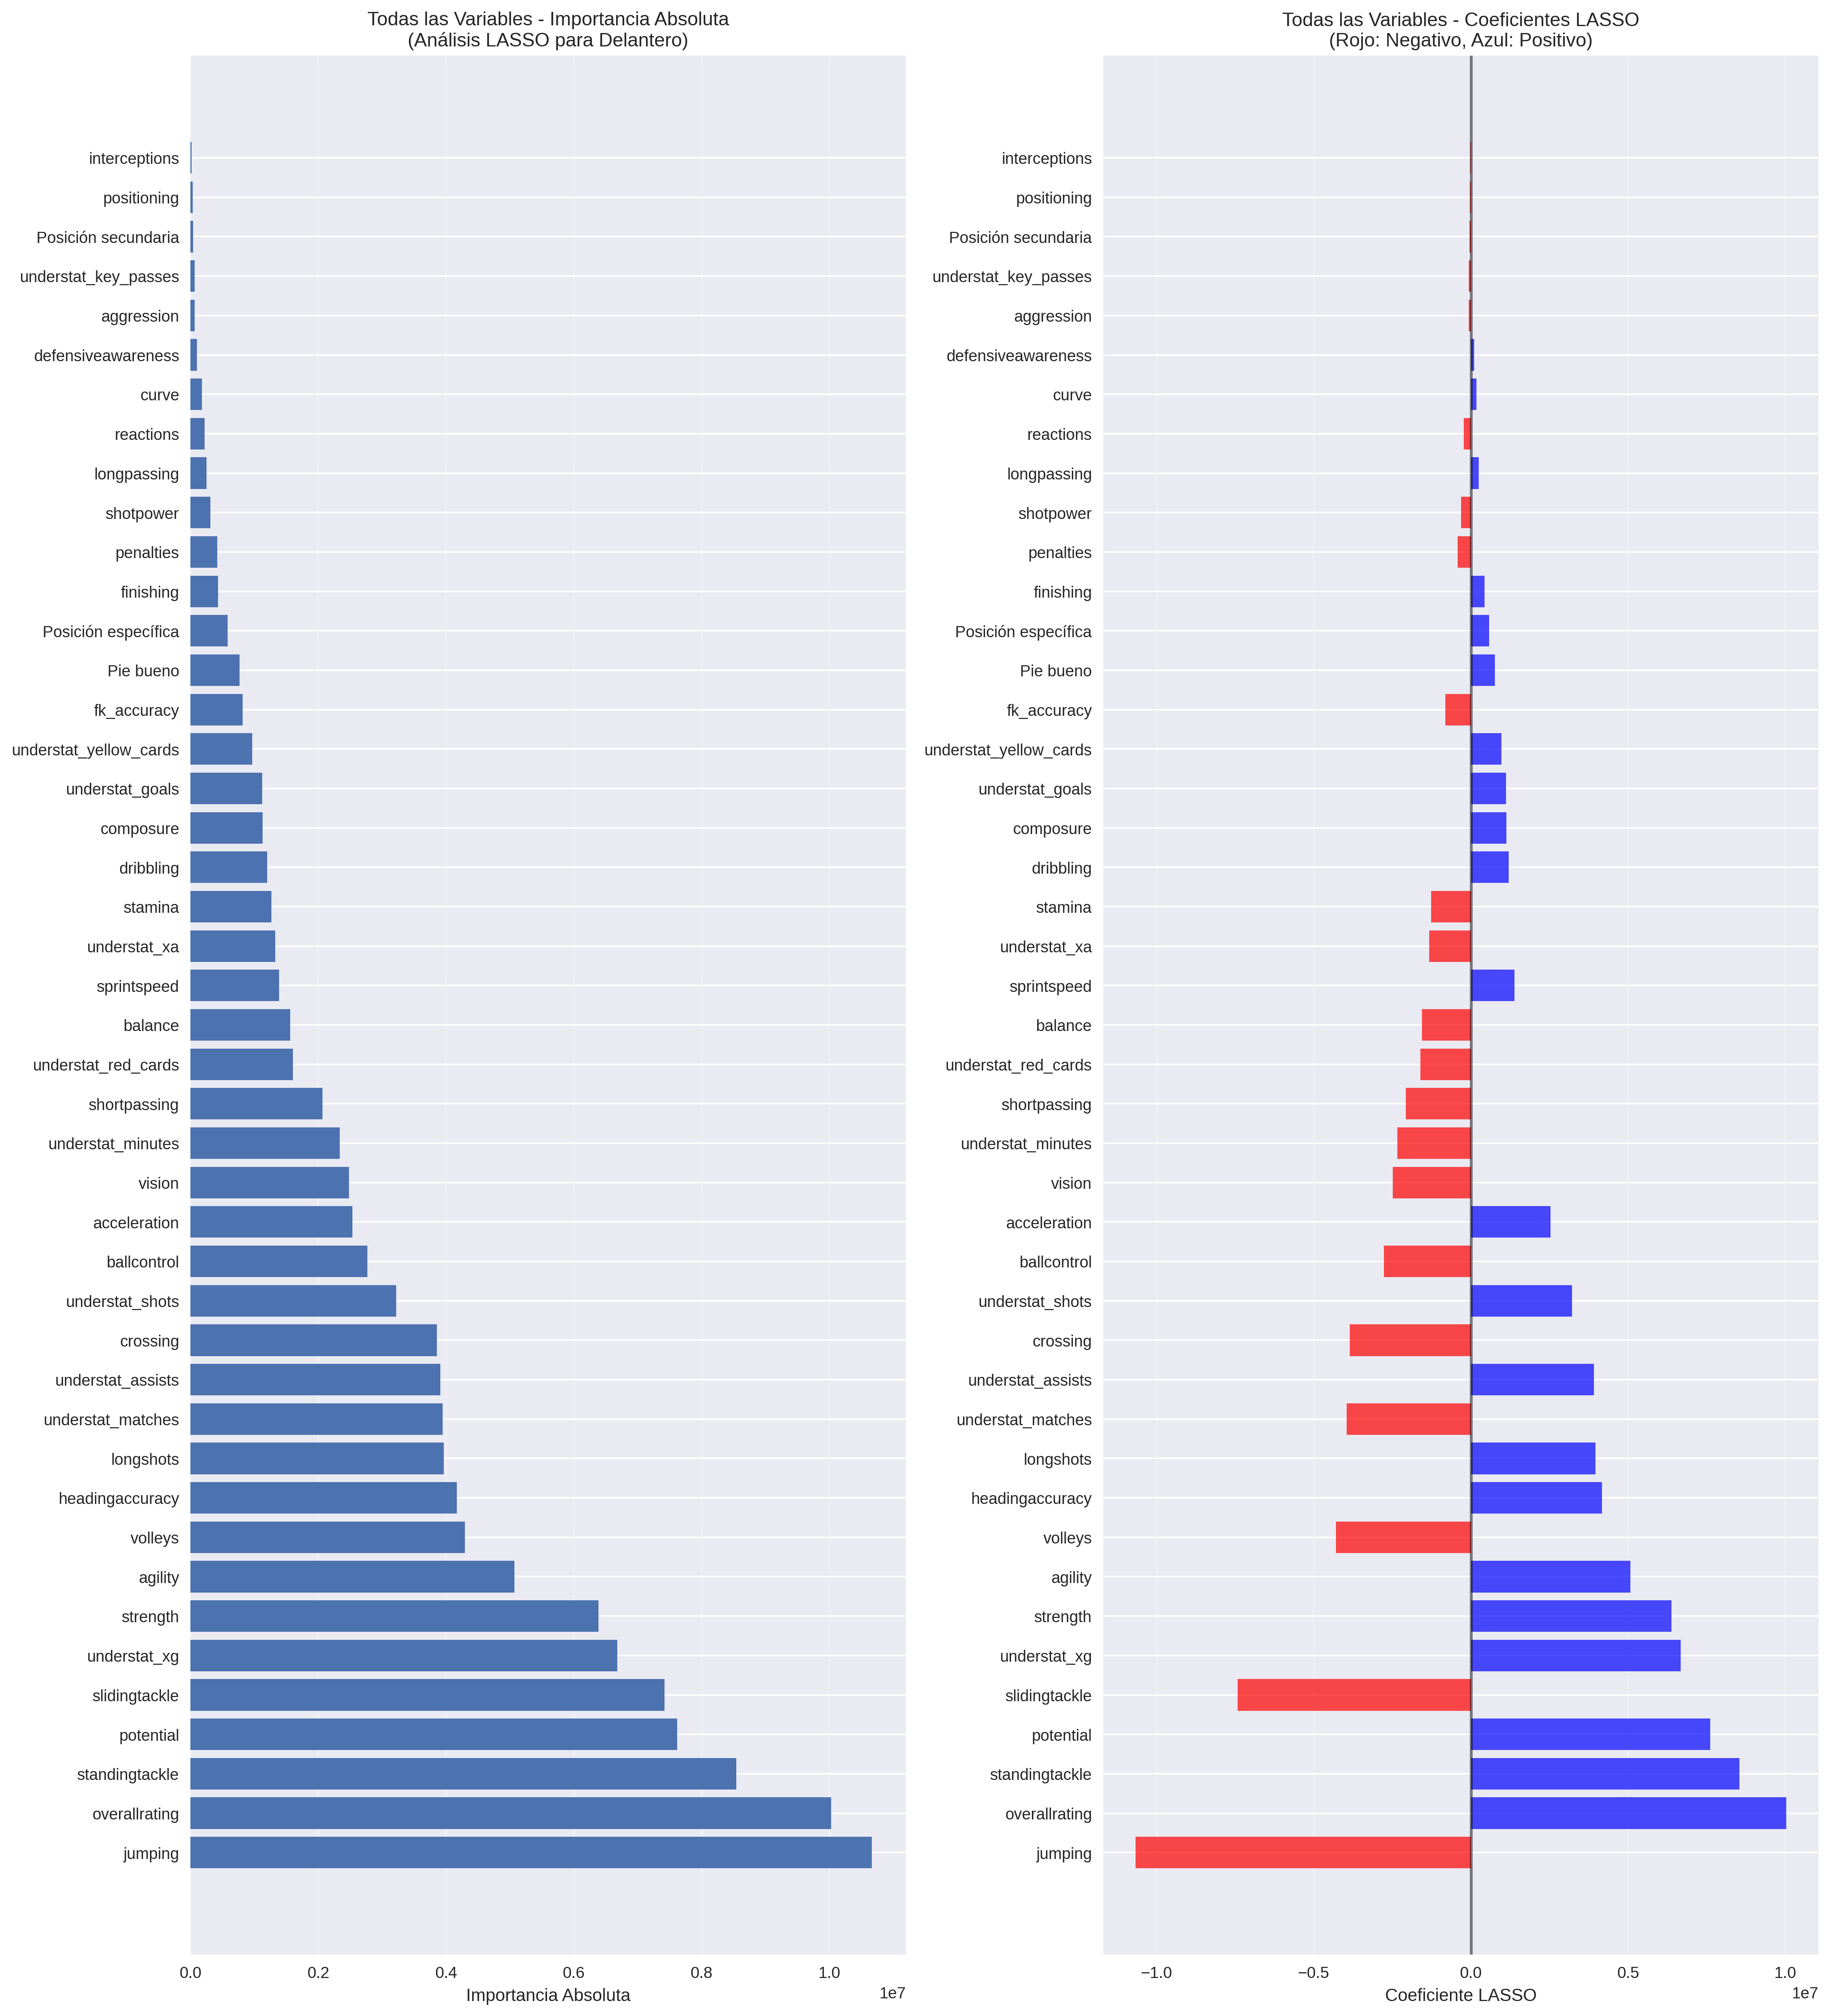 Todas las Variables - Importancia Absoluta
(Análisis LASSO para Delantero)
interceptions
positioning
Posición secundaria
understat_key_passes
aggression
defensiveawareness
curve
reactions
longpassing
shotpower
penalties
finishing
Posición específica
Pie bueno
fk_accuracy
understat_yellow_cards
understat_goals
composure
dribbling
stamina
understat_xa
sprintspeed
balance
understat_red_cards
shortpassing
understat_minutes
vision
acceleration
ballcontrol
understat_shots
crossing
understat_assists
understat_matches
longshots
headingaccuracy
volleys
agility
strength
understat_xg
slidingtackle
potential
standingtackle
overallrating
jumping
0.0 0.2 0.4 0.6 0.8 1.0
1e7
Importancia Absoluta
Todas las Variables - Coeficientes LASSO
(Rojo: Negativo, Azul: Positivo)
interceptions
positioning
Posición secundaria
understat_key_passes
aggression
defensiveawareness
curve
reactions
longpassing
shotpower
penalties
finishing
Posición específica
Pie bueno
fk_accuracy
understat_yellow_cards
understat_goals
composure
dribbling
stamina
understat_xa
sprintspeed
balance
understat_red_cards
shortpassing
understat_minutes
vision
acceleration
ballcontrol
understat_shots
crossing
understat_assists
understat_matches
longshots
headingaccuracy
volleys
agility
strength
understat_xg
slidingtackle
potential
standingtackle
overallrating
jumping
−1.0 −0.5 0.0 0.5 1.0
1e7
Coeficiente LASSO